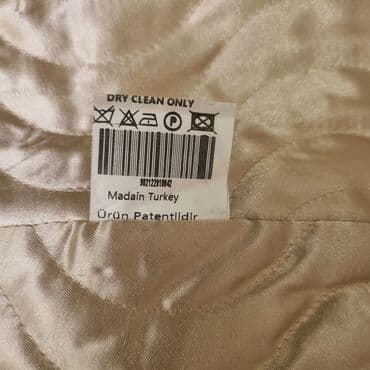 DRY CLEAN ONLY
P
Madain Turkey
Ürün Patentlidir